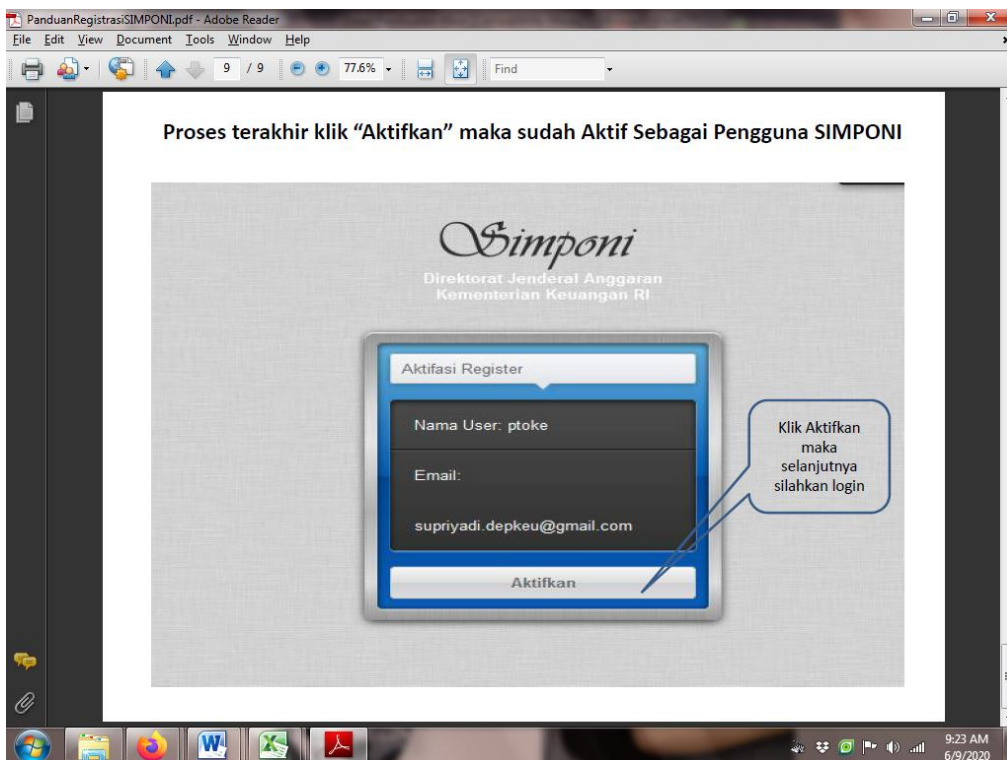 PanduanRegistrasiSIMPONI.pdf - Adobe Reader
File Edit View Document Tools Window Help
9 / 9 77.6% Find
Proses terakhir klik “Aktifkan” maka sudah Aktif Sebagai Pengguna SIMPONI
Simponi
Direktorat Jenderal Anggaran
Kementerian Keuangan RI
Aktifasi Register
Nama User: ptoke
Email:
supriyadi.depkeu@gmail.com
Aktifkan
Klik Aktifkan
maka
selanjutnya
silahkan login
9:23 AM
6/9/2020